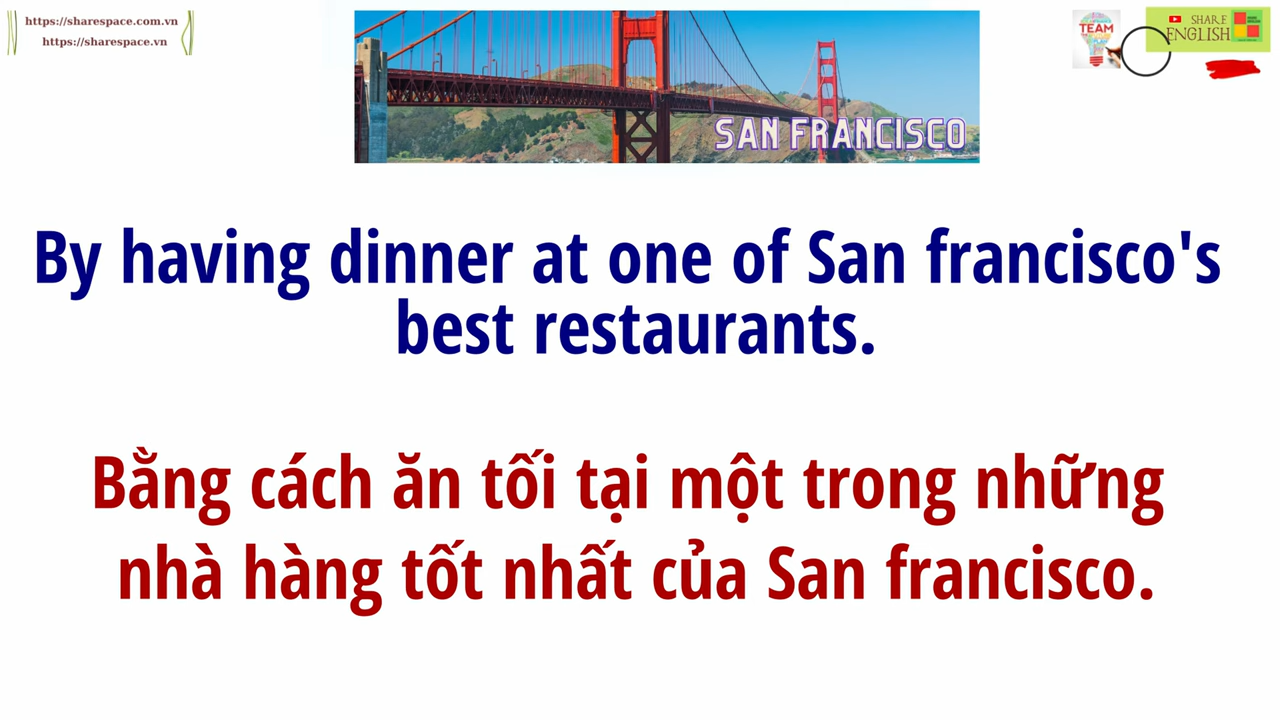 https://sharespace.com.vn
https://sharespace.vn
SAN FRANCISCO
TEAM
SHARE
ENGLISH
By having dinner at one of San francisco's
best restaurants.
Bằng cách ăn tối tại một trong những
nhà hàng tốt nhất của San francisco.